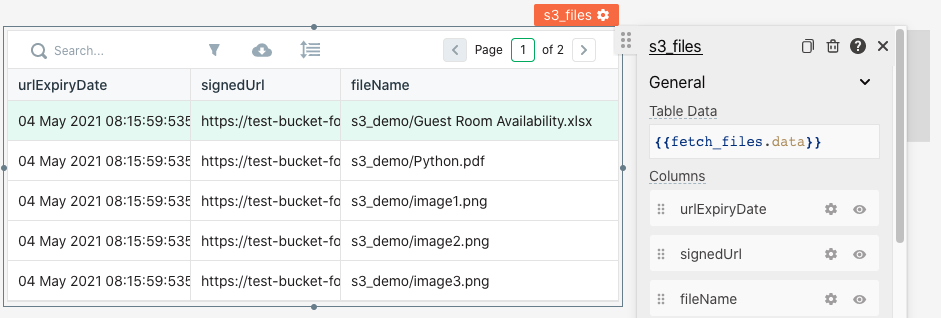 s3_files
Search...
Page 1 of 2
urlExpiryDate signedUrl fileName
04 May 2021 08:15:59:535 https://test-bucket-fo s3_demo/Guest Room Availability.xlsx
04 May 2021 08:15:59:535 https://test-bucket-fo s3_demo/Python.pdf
04 May 2021 08:15:59:535 https://test-bucket-fo s3_demo/image1.png
04 May 2021 08:15:59:535 https://test-bucket-fo s3_demo/image2.png
04 May 2021 08:15:59:535 https://test-bucket-fo s3_demo/image3.png
s3_files
General
Table Data
{{fetch_files.data}}
Columns
urlExpiryDate
signedUrl
fileName